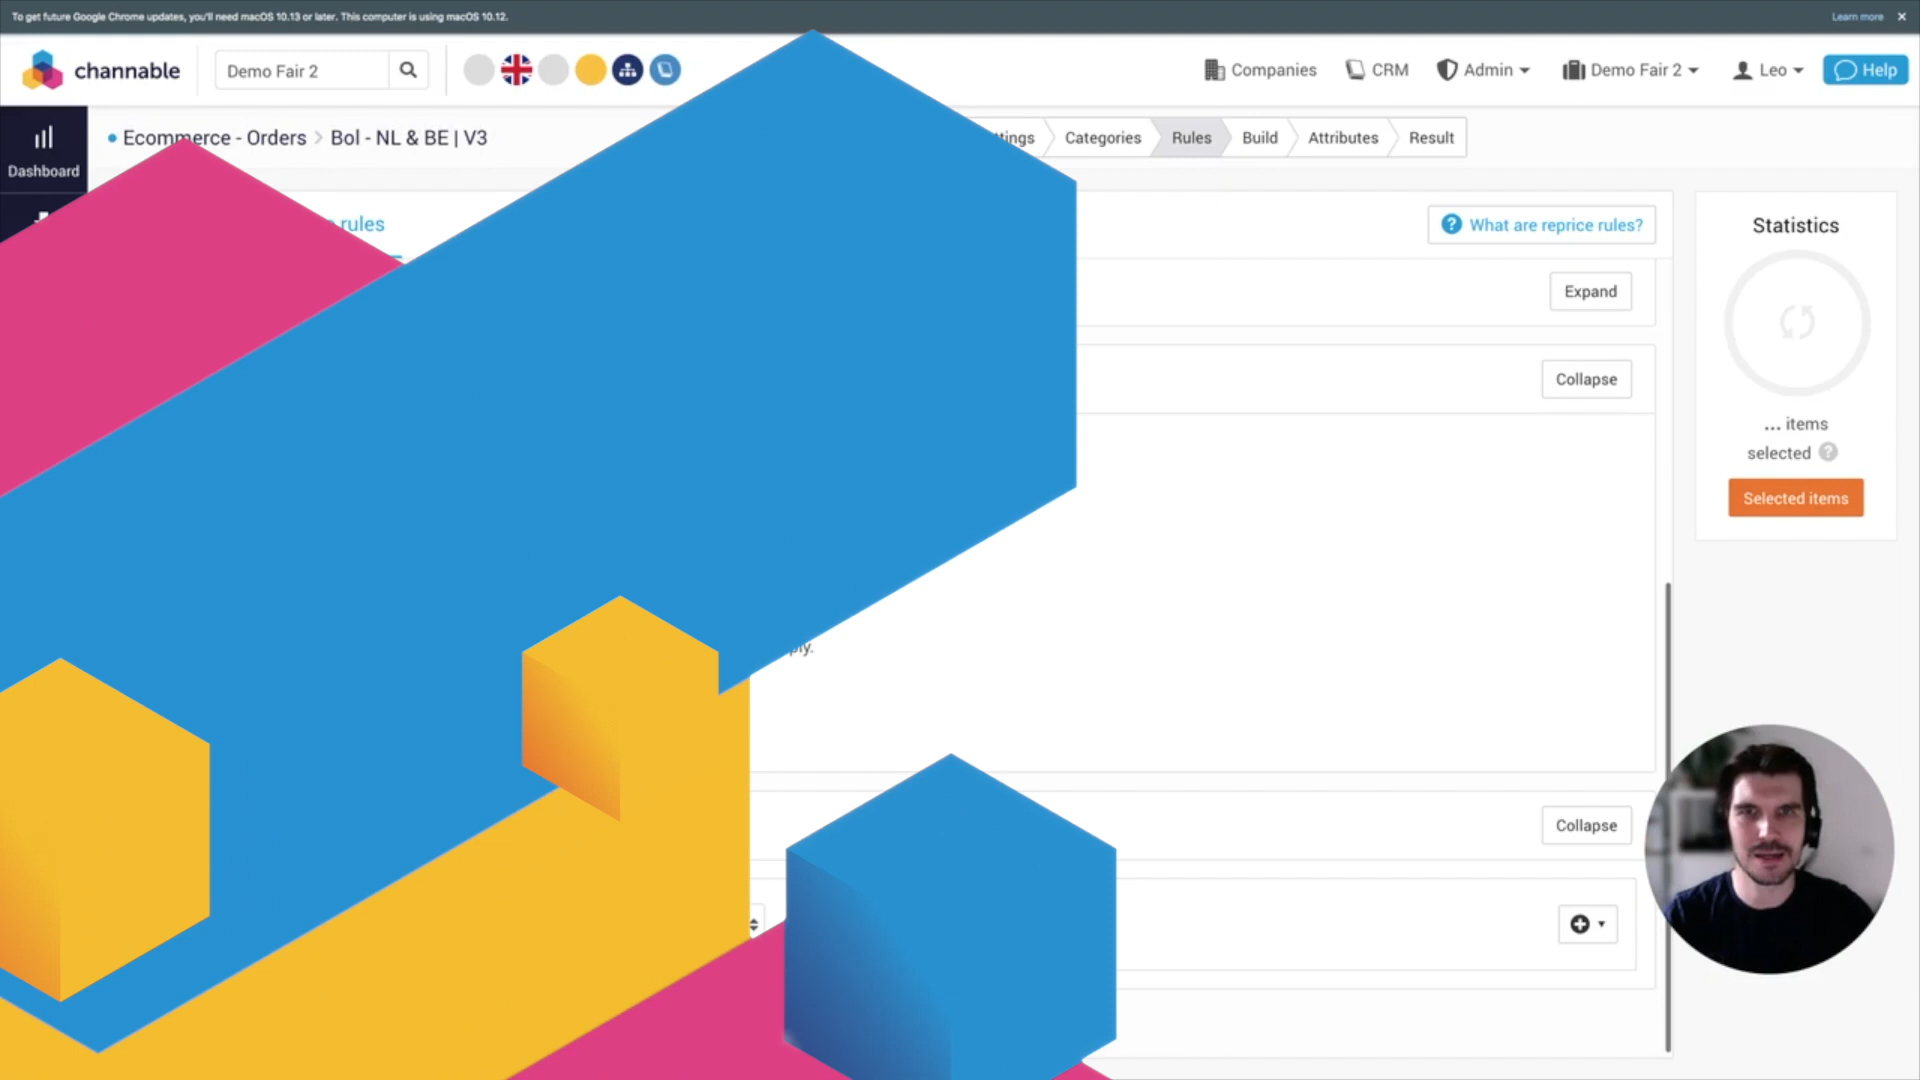 To get future Google Chrome updates, you'll need macOS 10.13 or later. This computer is using macOS 10.12.
Learn more
channable
Demo Fair 2
Companies
CRM
Admin
Demo Fair 2
Leo
Help
Dashboard
Ecommerce - Orders
Bol - NL & BE | V3
Categories
Rules
Build
Attributes
Result
rules
What are reprice rules?
Statistics
Expand
Collapse
... items
selected
Selected items
Collapse